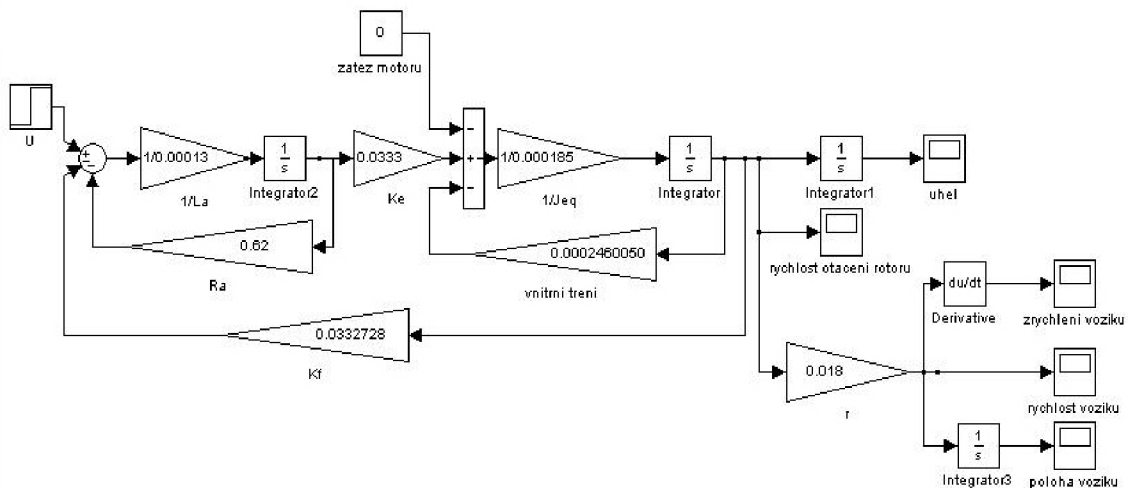 0
zatez motoru
U
1/0.00013
1/La
1
s
Integrator2
0.0333
Ke
1/0.000185
1/Jeq
1
s
Integrator
1
s
Integrator1
uhel
0.62
Ra
0.0002460050
vnitrni treni
rychlost otaceni rotoru
0.0332728
Kf
du/dt
Derivative
zrychleni voziku
0.018
r
rychlost voziku
1
s
Integrator3
poloha voziku